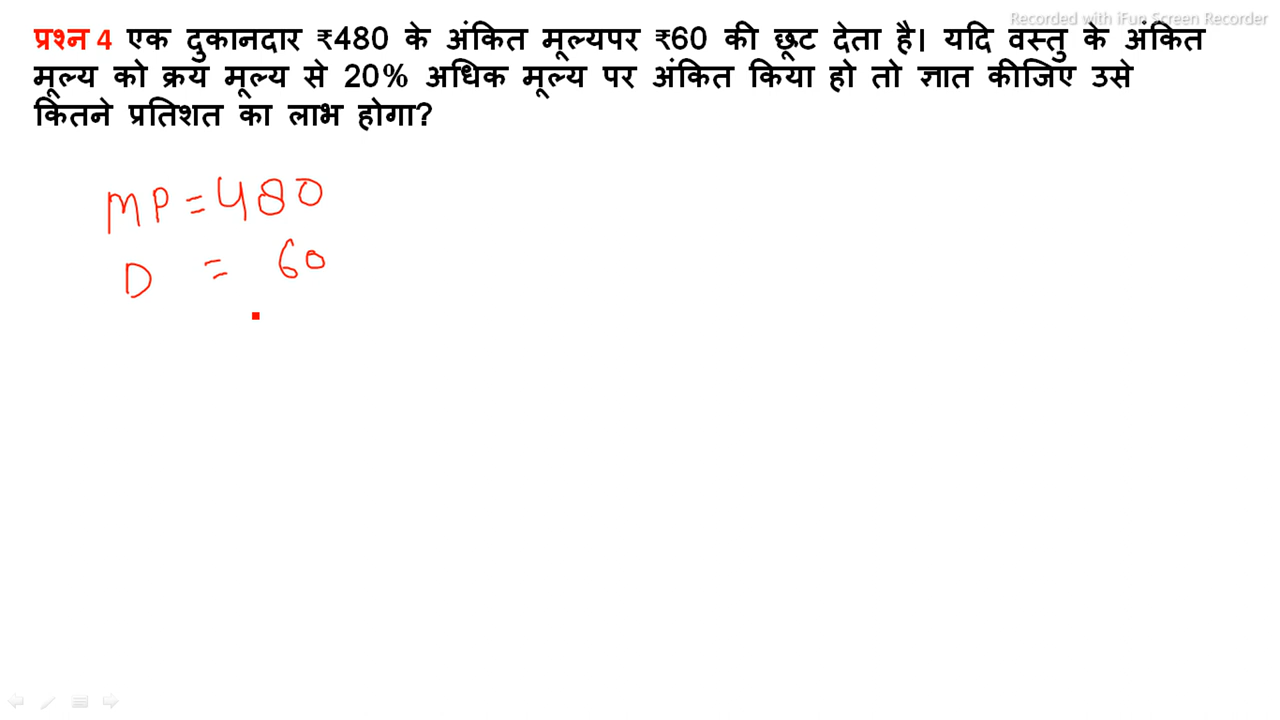 Recorded with iFun Screen Recorder
प्रश्न 4 एक दुकानदार ₹480 के अंकित मूल्यपर ₹60 की छूट देता है। यदि वस्तु के अंकित
मूल्य को क्रय मूल्य से 20% अधिक मूल्य पर अंकित किया हो तो ज्ञात कीजिए उसे
कितने प्रतिशत का लाभ होगा?
MP = 480
D = 60